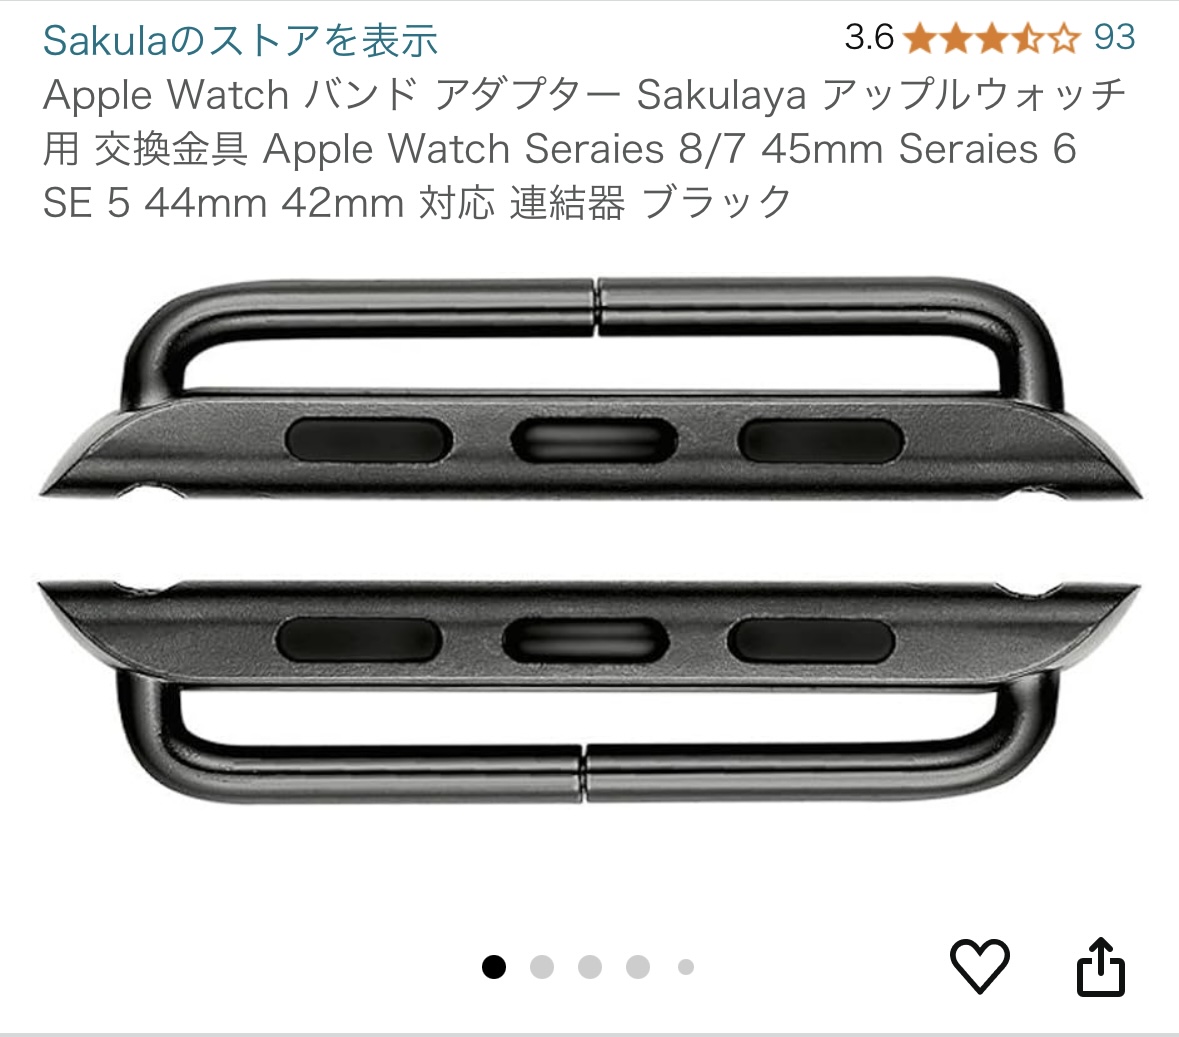 Sakulaのストアを表示
3.6 93
Apple Watch バンド アダプター Sakulaya アップルウォッチ
用 交換金具 Apple Watch Seraies 8/7 45mm Seraies 6
SE 5 44mm 42mm 対応 連結器 ブラック